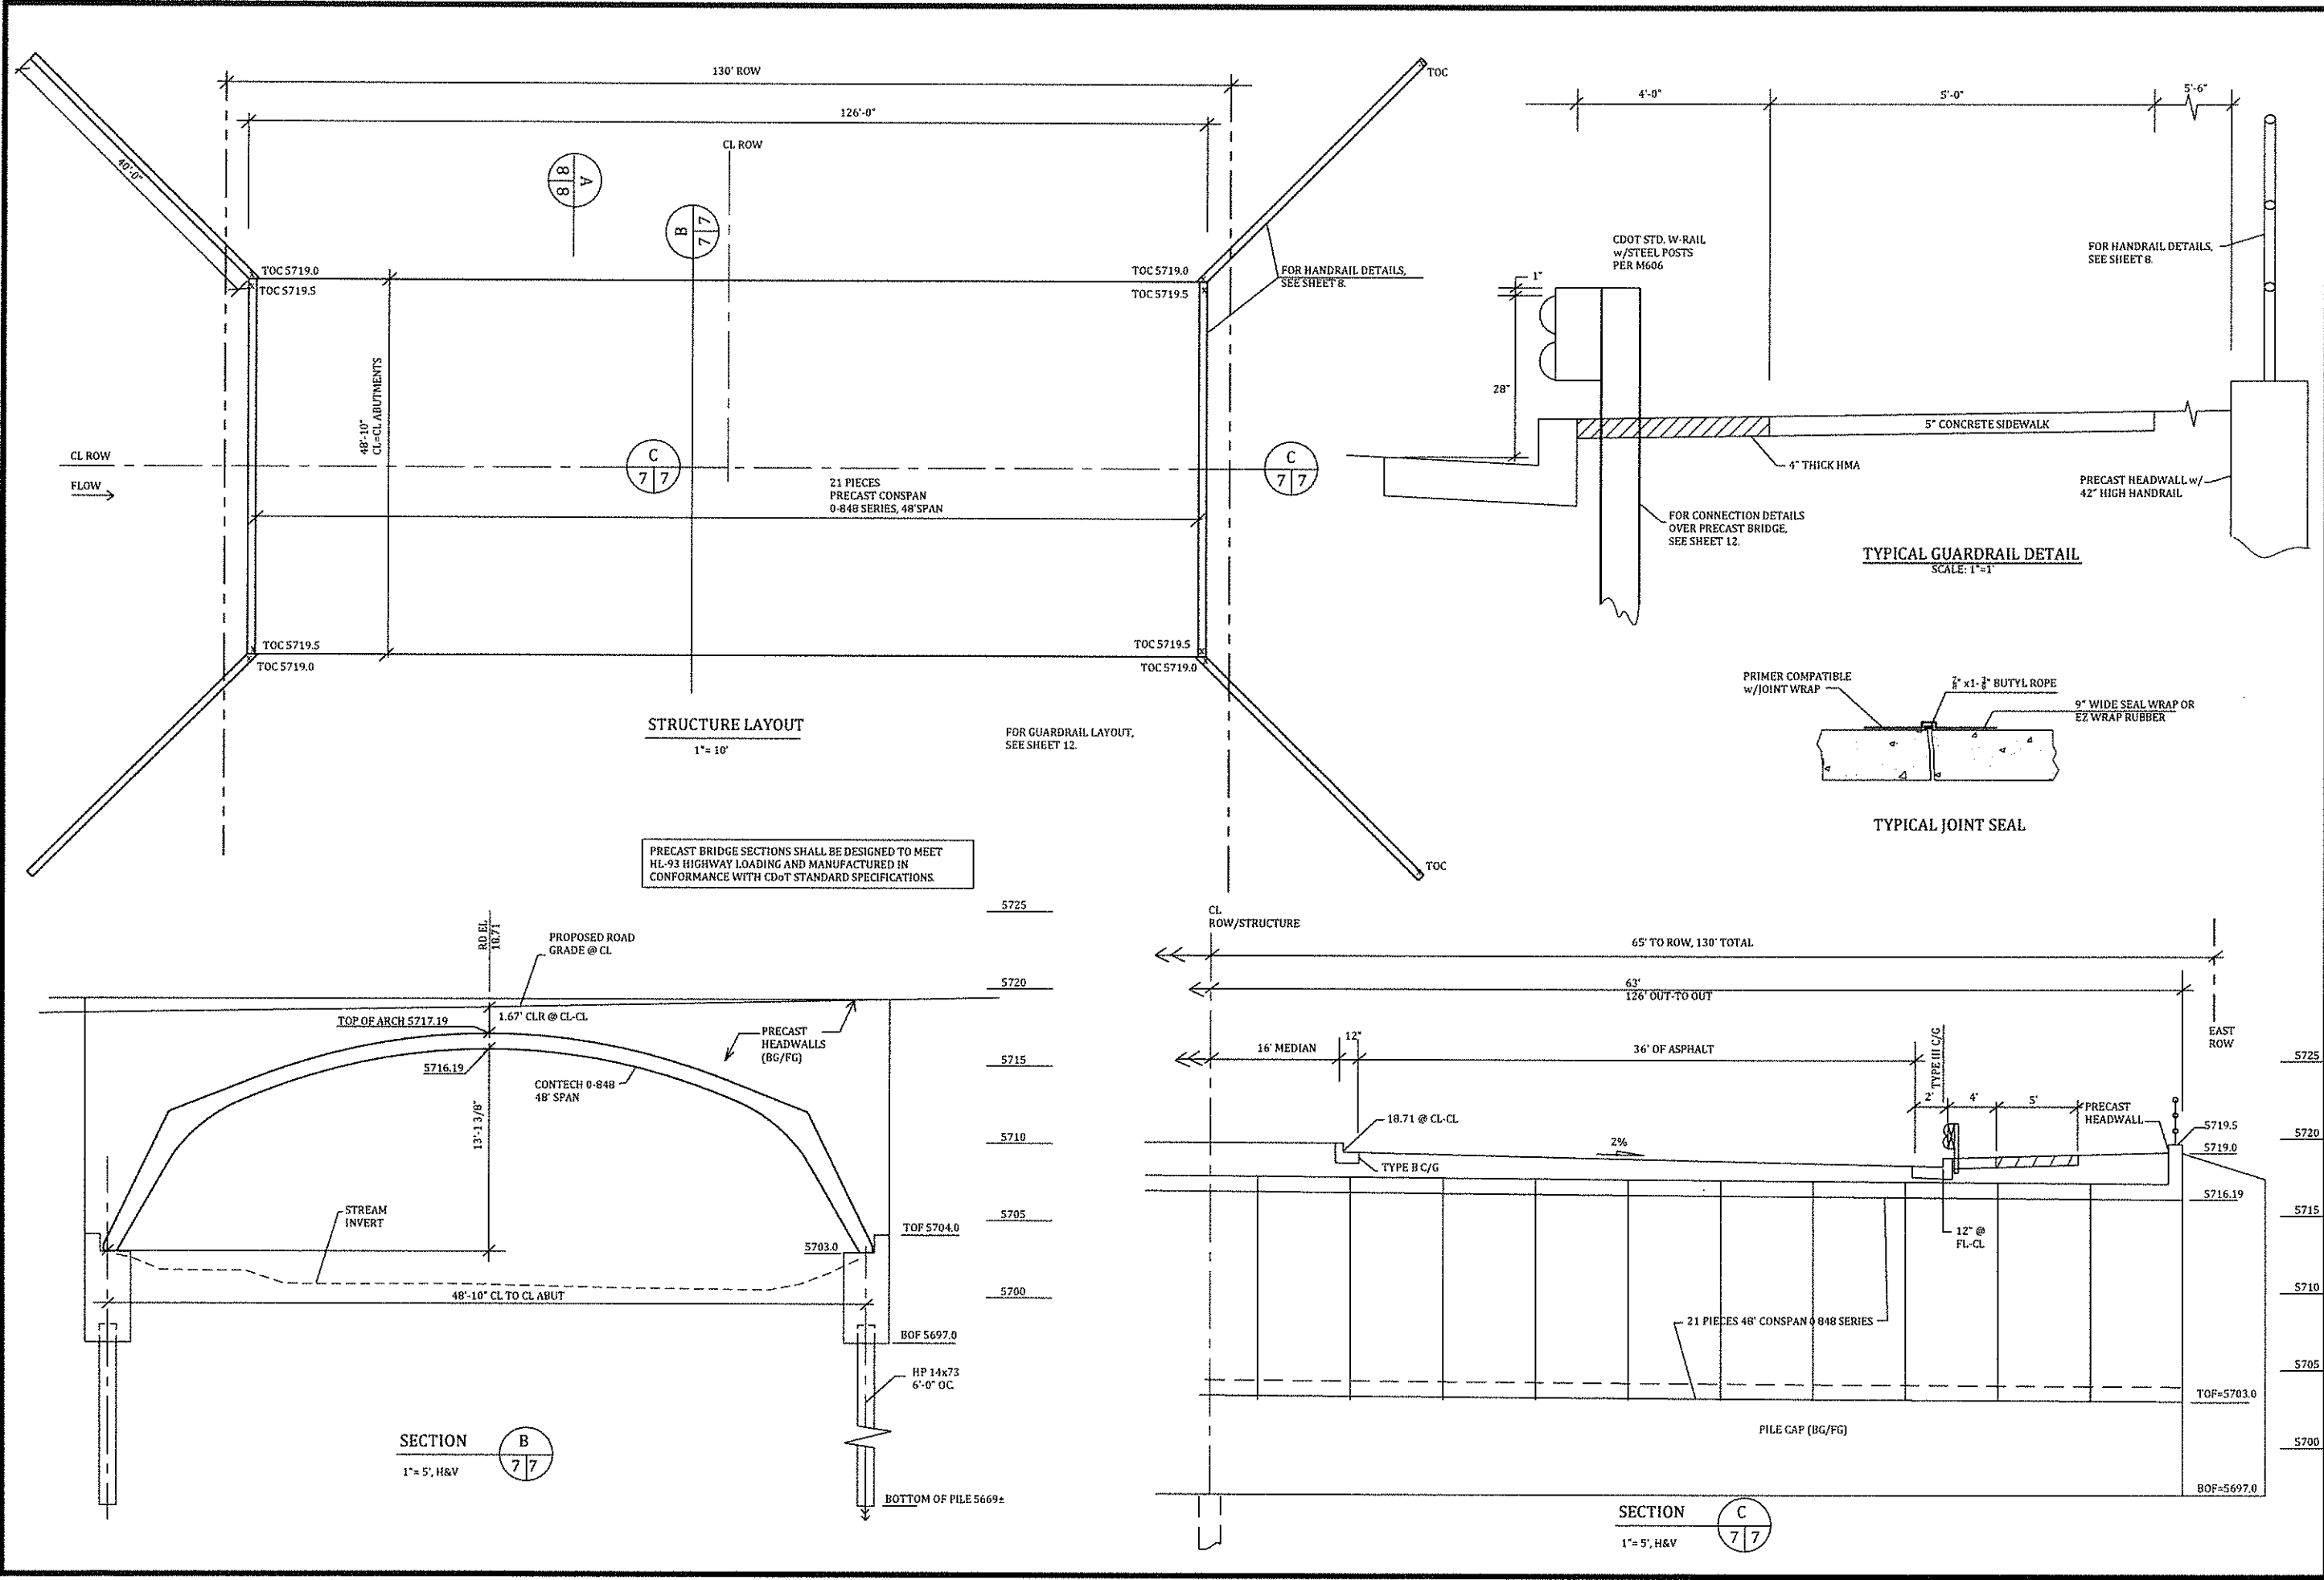 130' ROW
126'-0"
CL ROW
40'-0"
8 8
A
B
7 7
TOC
TOC 5719.0
TOC 5719.5
TOC 5719.0
TOC 5719.5
FOR HANDRAIL DETAILS,
SEE SHEET 8.
48'-10"
CL=CL ABUTMENTS
CL ROW
FLOW
C
7 7
C
7 7
21 PIECES
PRECAST CONSPAN
0-848 SERIES, 48'SPAN
TOC 5719.5
TOC 5719.0
TOC 5719.5
TOC 5719.0
TOC
STRUCTURE LAYOUT
1"= 10'
FOR GUARDRAIL LAYOUT,
SEE SHEET 12.
PRECAST BRIDGE SECTIONS SHALL BE DESIGNED TO MEET
HL-93 HIGHWAY LOADING AND MANUFACTURED IN
CONFORMANCE WITH CDoT STANDARD SPECIFICATIONS.
4'-0"
5'-0"
5'-6"
CDOT STD. W-RAIL
w/STEEL POSTS
PER M606
1"
28"
FOR HANDRAIL DETAILS,
SEE SHEET 8.
5" CONCRETE SIDEWALK
4" THICK HMA
PRECAST HEADWALL w/
42" HIGH HANDRAIL
FOR CONNECTION DETAILS
OVER PRECAST BRIDGE,
SEE SHEET 12.
TYPICAL GUARDRAIL DETAIL
SCALE: 1"=1'
PRIMER COMPATIBLE
w/JOINT WRAP
BUTYL ROPE
9" WIDE SEAL WRAP OR
EZ WRAP RUBBER
TYPICAL JOINT SEAL
RD EL
18.71
PROPOSED ROAD
GRADE @ CL
1.67' CLR @ CL-CL
TOP OF ARCH 5717.19
PRECAST
HEADWALLS
(BG/FG)
5716.19
CONTECH 0-848
48' SPAN
13'-1 3/8"
STREAM
INVERT
5703.0
TOF 5704.0
48'-10" CL TO CL ABUT
BOF 5697.0
HP 14x73
6'-0" OC
BOTTOM OF PILE 5669±
5725
5720
5715
5710
5705
5700
SECTION
B
7 7
1"= 5', H&V
CL
ROW/STRUCTURE
65' TO ROW, 130' TOTAL
63'
126' OUT-TO OUT
EAST
ROW
16' MEDIAN
12"
36' OF ASPHALT
TYPE III C/G
2'
4'
5'
PRECAST
HEADWALL
18.71 @ CL-CL
TYPE B C/G
2%
5719.5
5719.0
5716.19
12" @
FL-CL
21 PIECES 48' CONSPAN 0 848 SERIES
TOF=5703.0
PILE CAP (BG/FG)
BOF=5697.0
5725
5720
5715
5710
5705
5700
SECTION
C
7 7
1"= 5', H&V